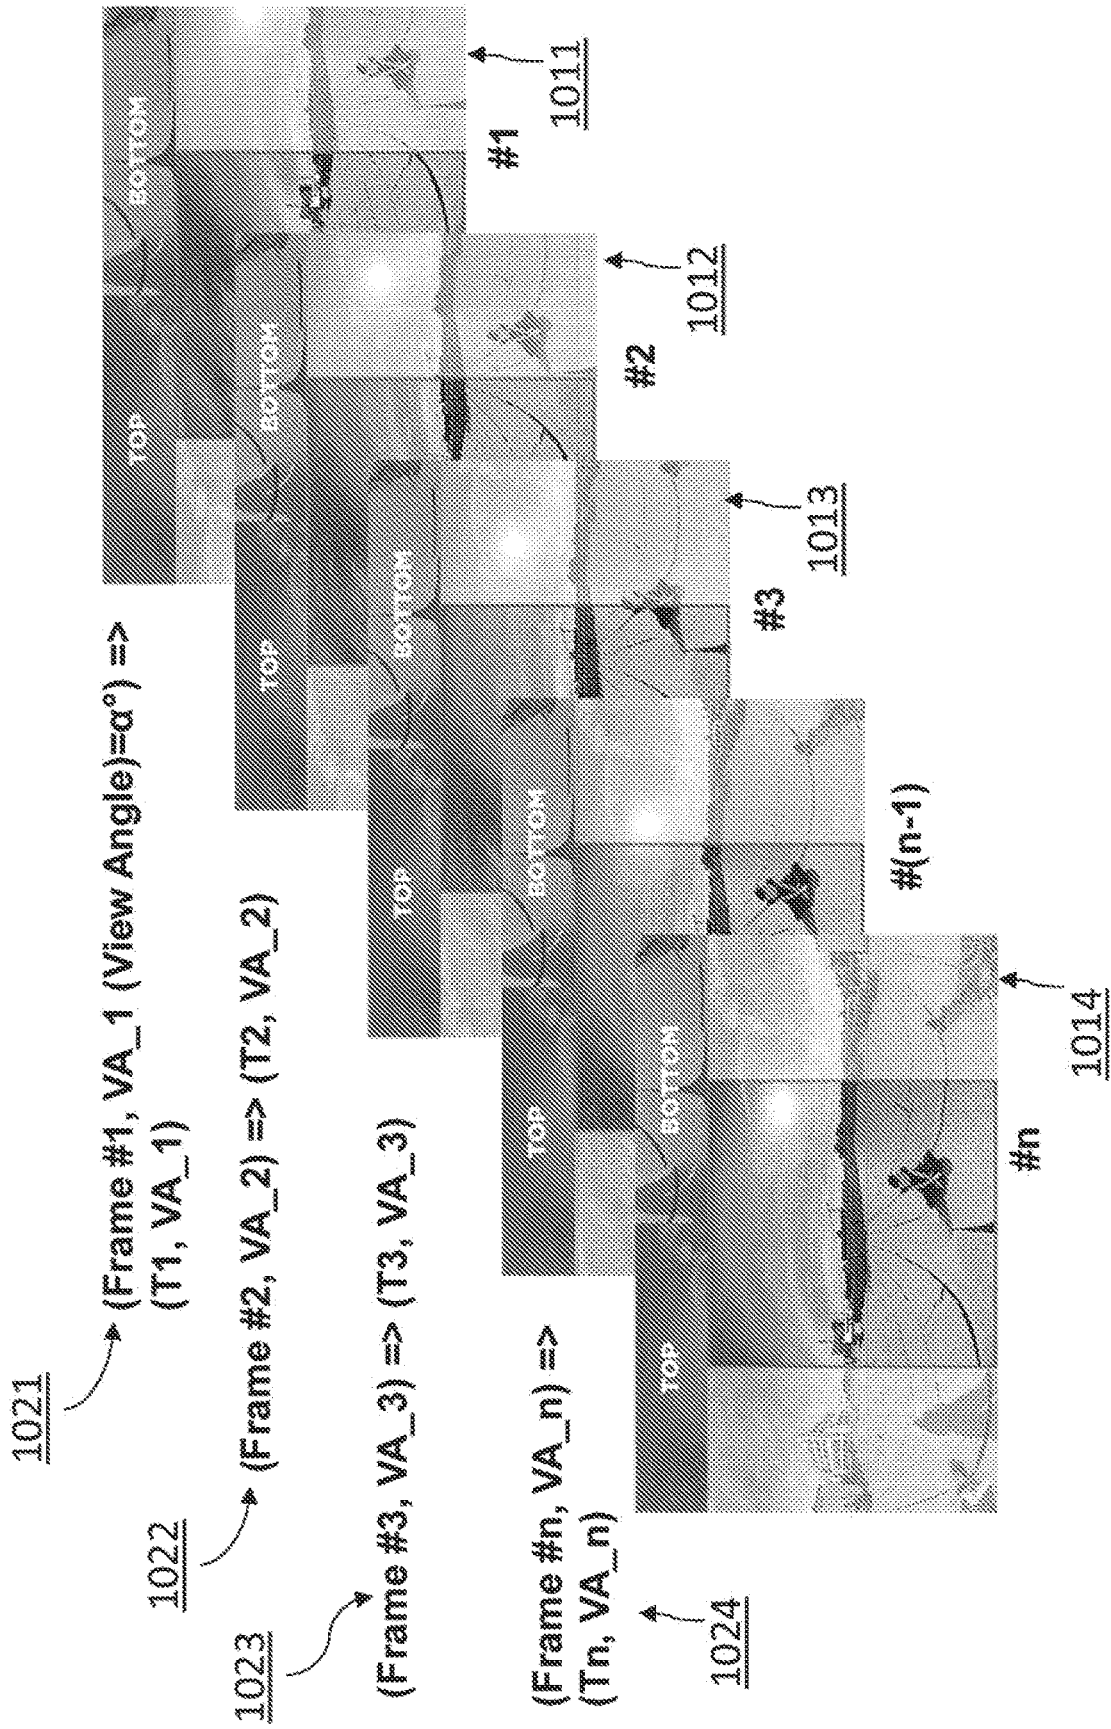 1021
(Frame #1, VA_1 (View Angle)=α°) =>
(T1, VA_1)
1022
(Frame #2, VA_2) => (T2, VA_2)
1023
(Frame #3, VA_3) => (T3, VA_3)
(Frame #n, VA_n) =>
(Tn, VA_n)
1024
TOP
BOTTOM
#1
1011
TOP
BOTTOM
#2
1012
TOP
BOTTOM
#3
1013
TOP
BOTTOM
#(n-1)
TOP
BOTTOM
#n
1014